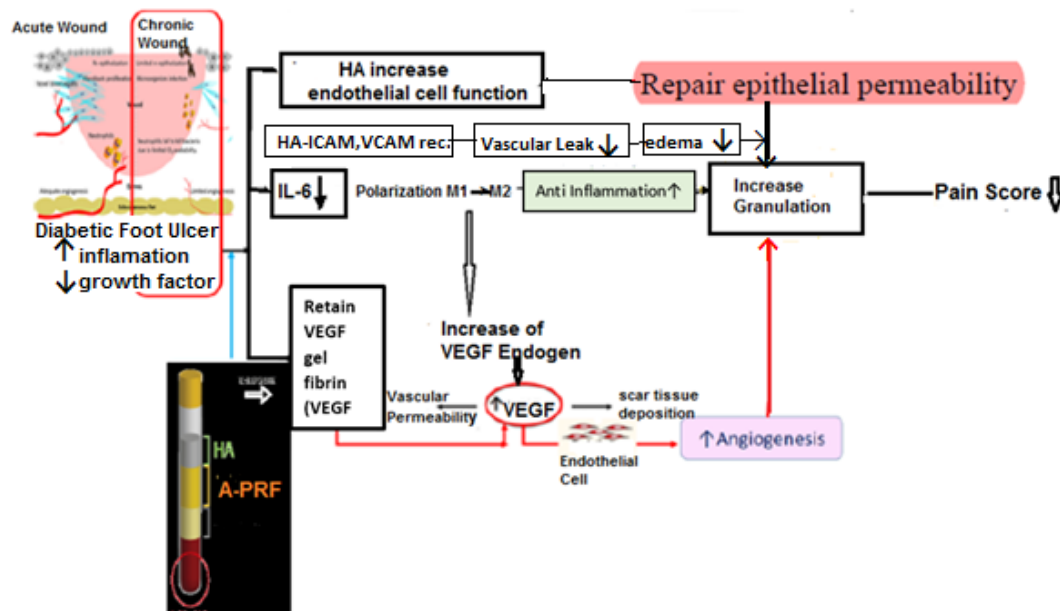 Acute Wound
Chronic
Wound
Neutrophils
Diabetic Foot Ulcer
↑ inflamation
↓ growth factor
HA increase
endothelial cell function
Repair epithelial permeability
HA-ICAM,VCAM rec.
Vascular Leak ↓
edema ↓
IL-6 ↓
Polarization M1 → M2
Anti Inflammation↑
Increase
Granulation
Pain Score
Retain
VEGF
gel
fibrin
(VEGF
Increase of
VEGF Endogen
Vascular
Permeability
↑VEGF
scar tissue
deposition
Endothelial
Cell
↑Angiogenesis
HA
A-PRF